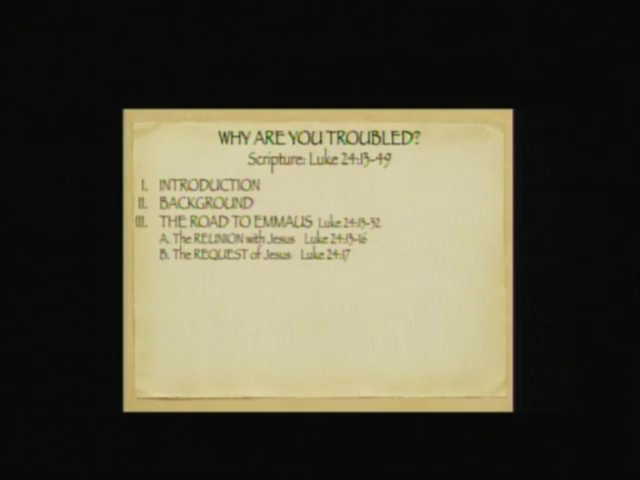 WHY ARE YOU TROUBLED?
Scripture: Luke 24:13-49
I. INTRODUCTION
II. BACKGROUND
III. THE ROAD TO EMMAUS Luke 24:13-32
A. The REUNION with Jesus Luke 24:13-16
B. The REQUEST of Jesus Luke 24:17